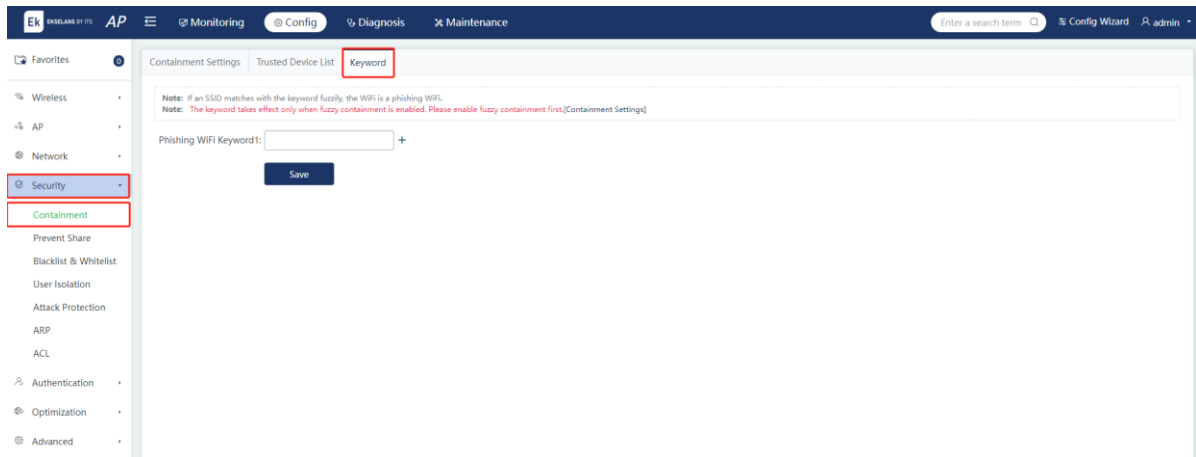 Ek EKSELANS BY ITS AP Monitoring Config Diagnosis Maintenance Enter a search term Config Wizard admin
Favorites 0
Containment Settings Trusted Device List Keyword
Wireless
Note: If an SSID matches with the keyword fuzzily, the WiFi is a phishing WiFi.
Note: The keyword takes effect only when fuzzy containment is enabled. Please enable fuzzy containment first.[Containment Settings]
AP
Phishing WiFi Keyword1: +
Network
Save
Security
Containment
Prevent Share
Blacklist & Whitelist
User Isolation
Attack Protection
ARP
ACL
Authentication
Optimization
Advanced